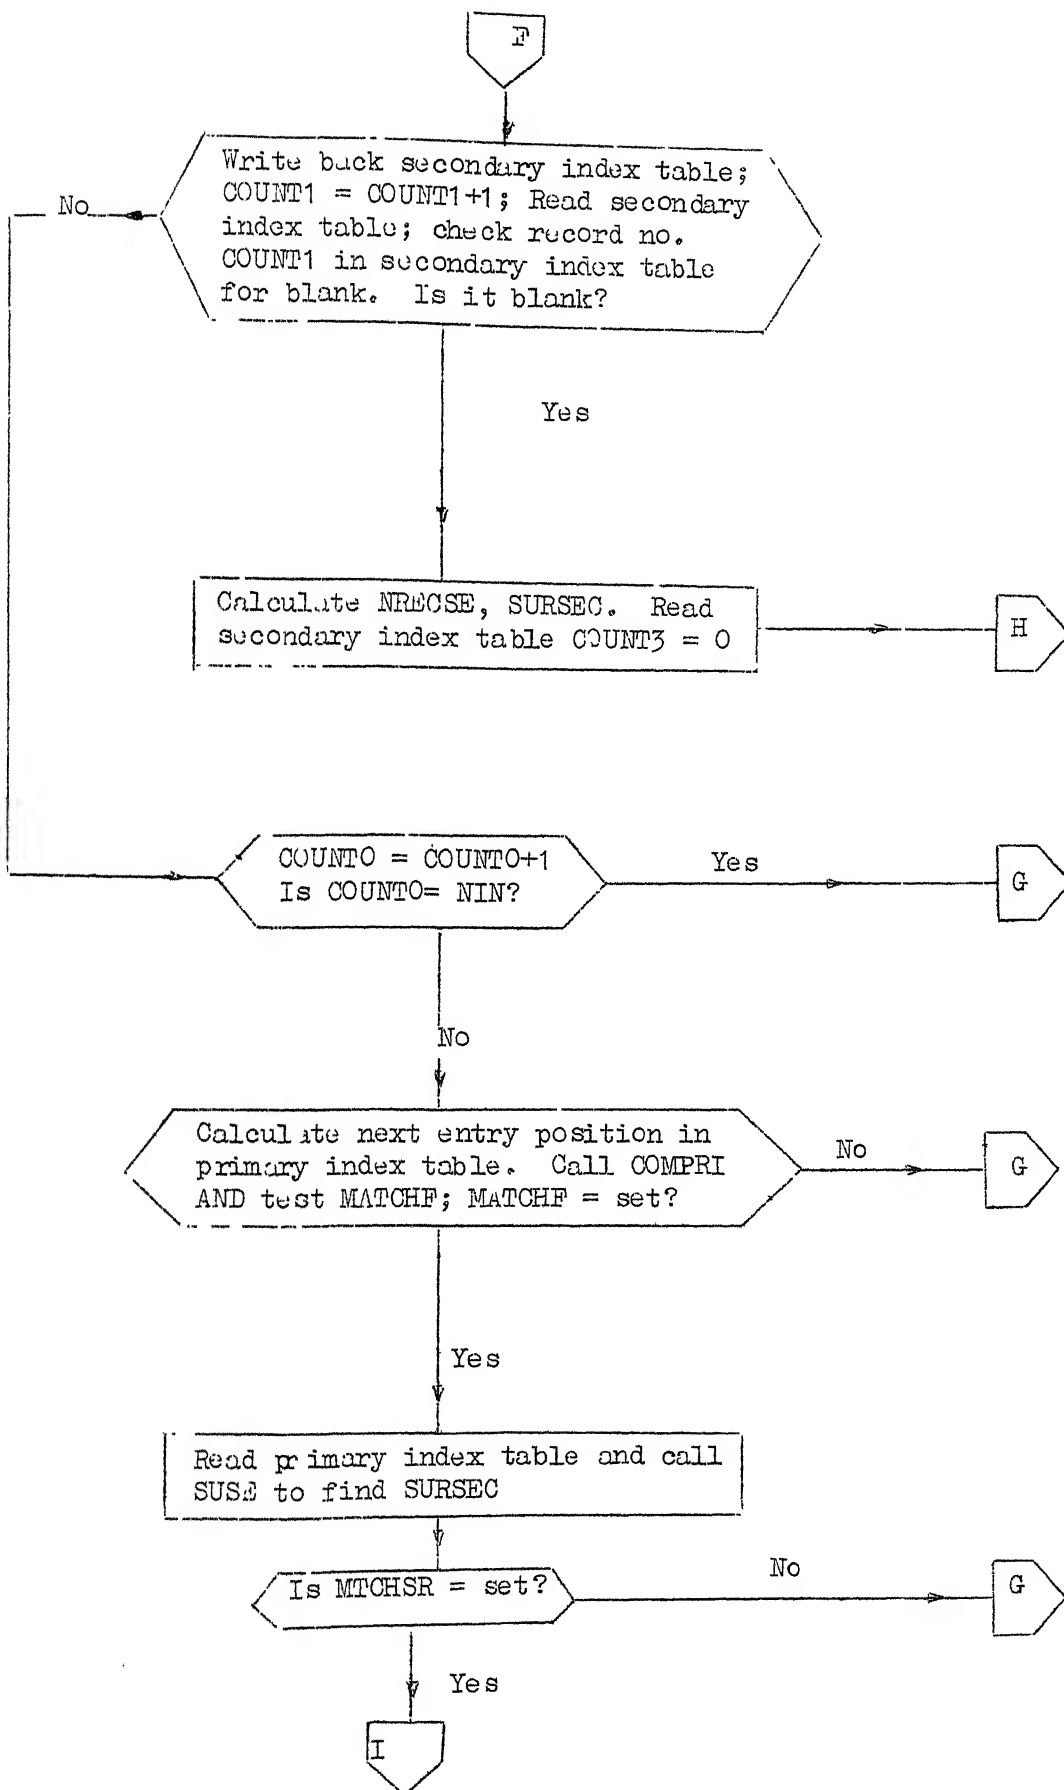 F
Write back secondary index table;
COUNT1 = COUNT1+1; Read secondary
index table; check record no.
COUNT1 in secondary index table
for blank. Is it blank?
No
Yes
Calculate NRECSE, SURSEC. Read
secondary index table COUNT3 = 0
H
COUNTO = COUNTO+1
Is COUNTO= NIN?
Yes
G
No
Calculate next entry position in
primary index table. Call COMPRI
AND test MATCHF; MATCHF = set?
No
G
Yes
Read primary index table and call
SUSE to find SURSEC
Is MTCHSR = set?
No
G
Yes
I